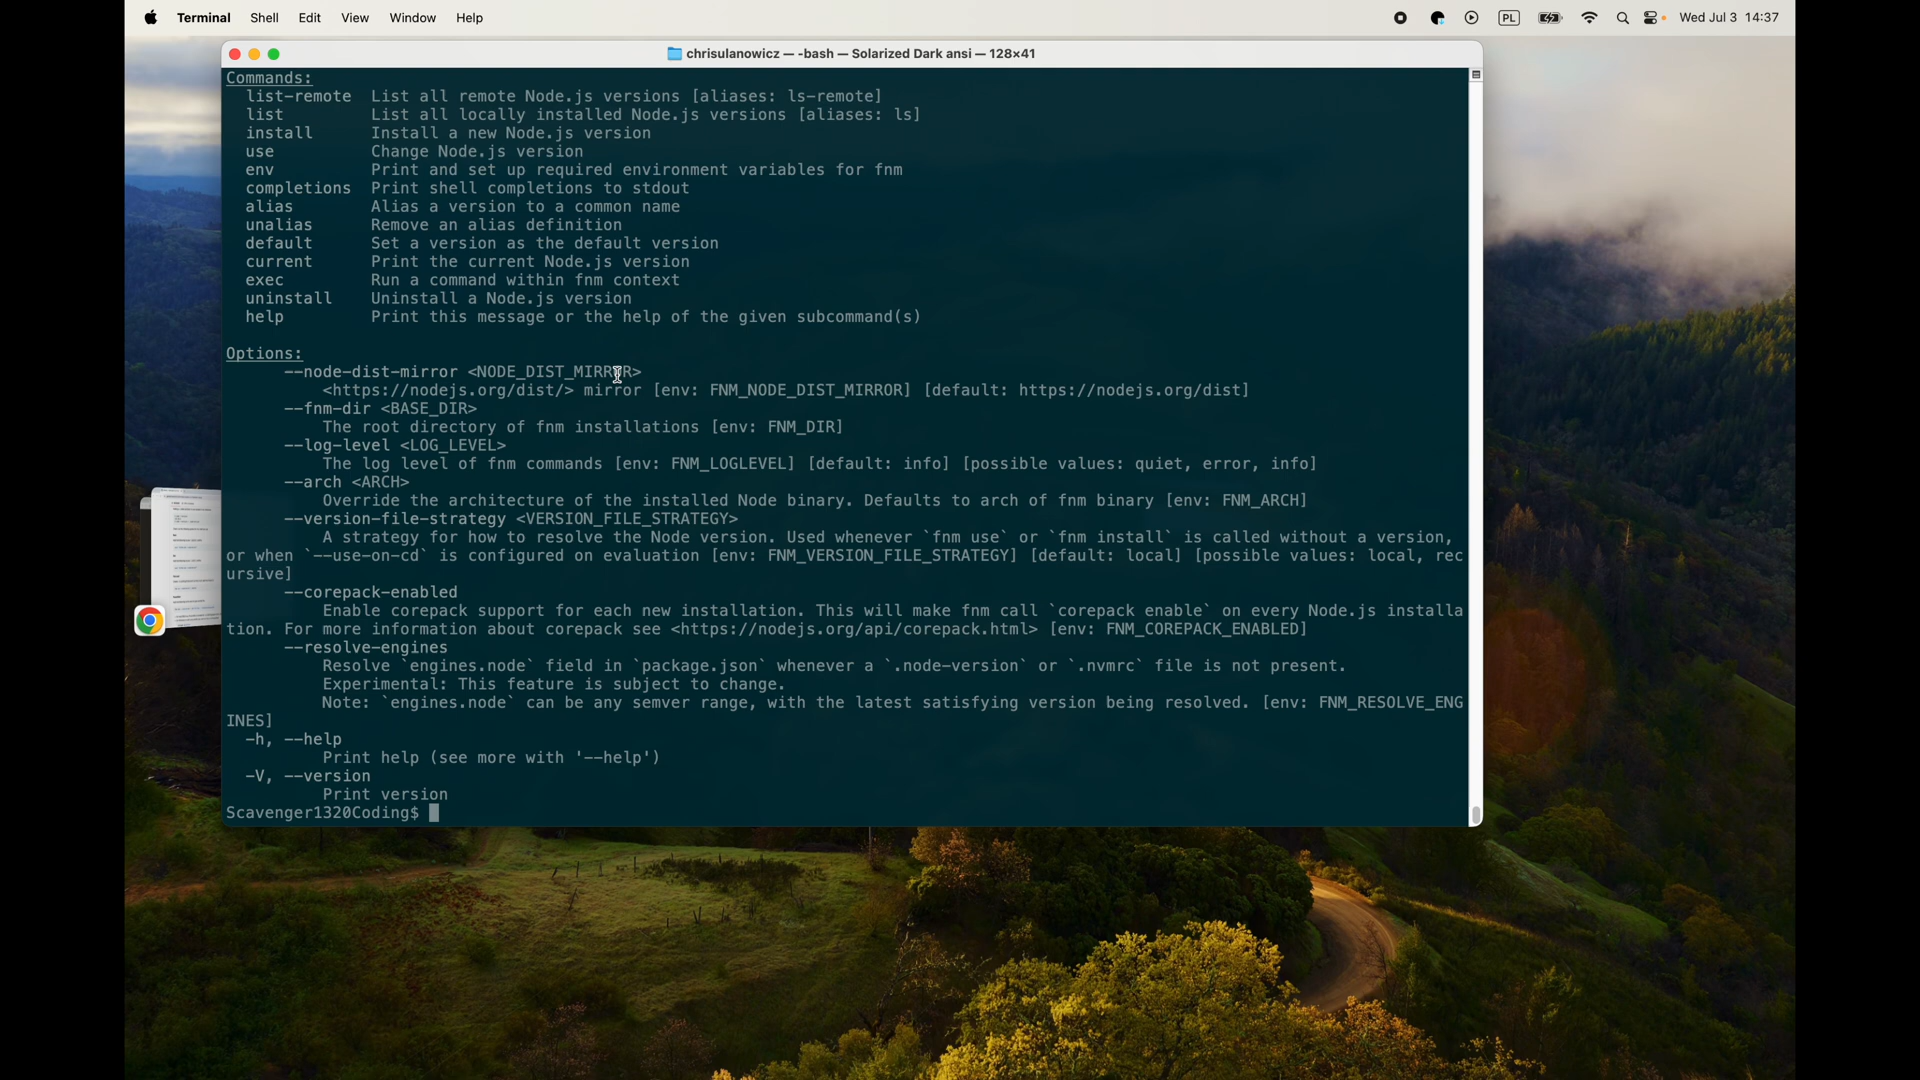 Terminal Shell Edit View Window Help PL Wed Jul 3 14:37
chrisulanowicz — -bash — Solarized Dark ansi — 128×41
Commands:
list-remote List all remote Node.js versions [aliases: ls-remote]
list List all locally installed Node.js versions [aliases: ls]
install Install a new Node.js version
use Change Node.js version
env Print and set up required environment variables for fnm
completions Print shell completions to stdout
alias Alias a version to a common name
unalias Remove an alias definition
default Set a version as the default version
current Print the current Node.js version
exec Run a command within fnm context
uninstall Uninstall a Node.js version
help Print this message or the help of the given subcommand(s)
Options:
--node-dist-mirror <NODE_DIST_MIRROR>
<https://nodejs.org/dist/> mirror [env: FNM_NODE_DIST_MIRROR] [default: https://nodejs.org/dist]
--fnm-dir <BASE_DIR>
The root directory of fnm installations [env: FNM_DIR]
--log-level <LOG_LEVEL>
The log level of fnm commands [env: FNM_LOGLEVEL] [default: info] [possible values: quiet, error, info]
--arch <ARCH>
Override the architecture of the installed Node binary. Defaults to arch of fnm binary [env: FNM_ARCH]
--version-file-strategy <VERSION_FILE_STRATEGY>
A strategy for how to resolve the Node version. Used whenever `fnm use` or `fnm install` is called without a version,
or when `--use-on-cd` is configured on evaluation [env: FNM_VERSION_FILE_STRATEGY] [default: local] [possible values: local, rec
ursive]
--corepack-enabled
Enable corepack support for each new installation. This will make fnm call `corepack enable` on every Node.js installa
tion. For more information about corepack see <https://nodejs.org/api/corepack.html> [env: FNM_COREPACK_ENABLED]
--resolve-engines
Resolve `engines.node` field in `package.json` whenever a `.node-version` or `.nvmrc` file is not present.
Experimental: This feature is subject to change.
Note: `engines.node` can be any semver range, with the latest satisfying version being resolved. [env: FNM_RESOLVE_ENG
INES]
-h, --help
Print help (see more with '--help')
-V, --version
Print version
Scavenger1320Coding$